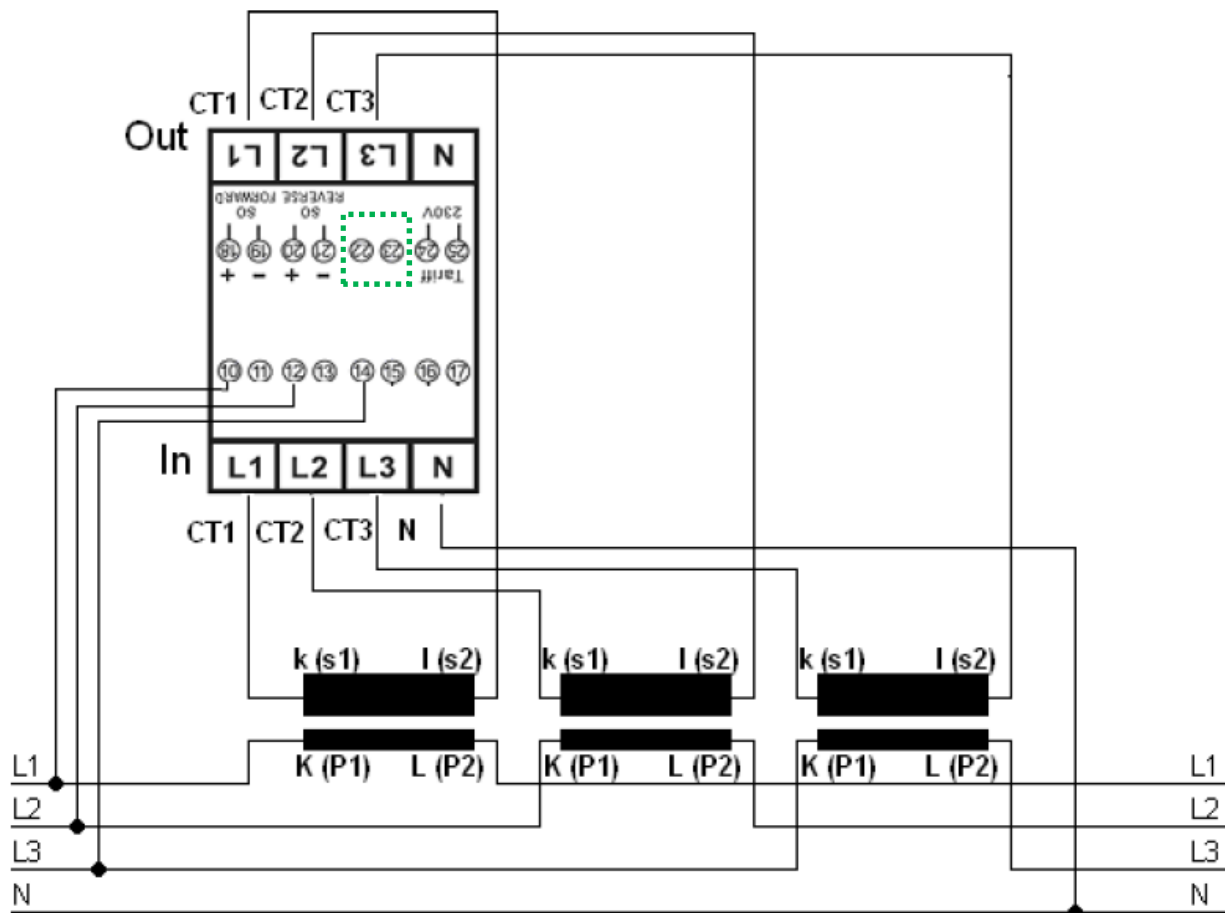 CT1 CT2 CT3
Out
L1 L2 L3 N
REVERSE FORWARD
SO SO 230V
18 19 20 21 22 23 24 25
+ - + - Tariff
10 11 12 13 14 15 16 17
In
L1 L2 L3 N
CT1 CT2 CT3 N
k (s1) l (s2) k (s1) l (s2) k (s1) l (s2)
K (P1) L (P2) K (P1) L (P2) K (P1) L (P2)
L1 L1
L2 L2
L3 L3
N N